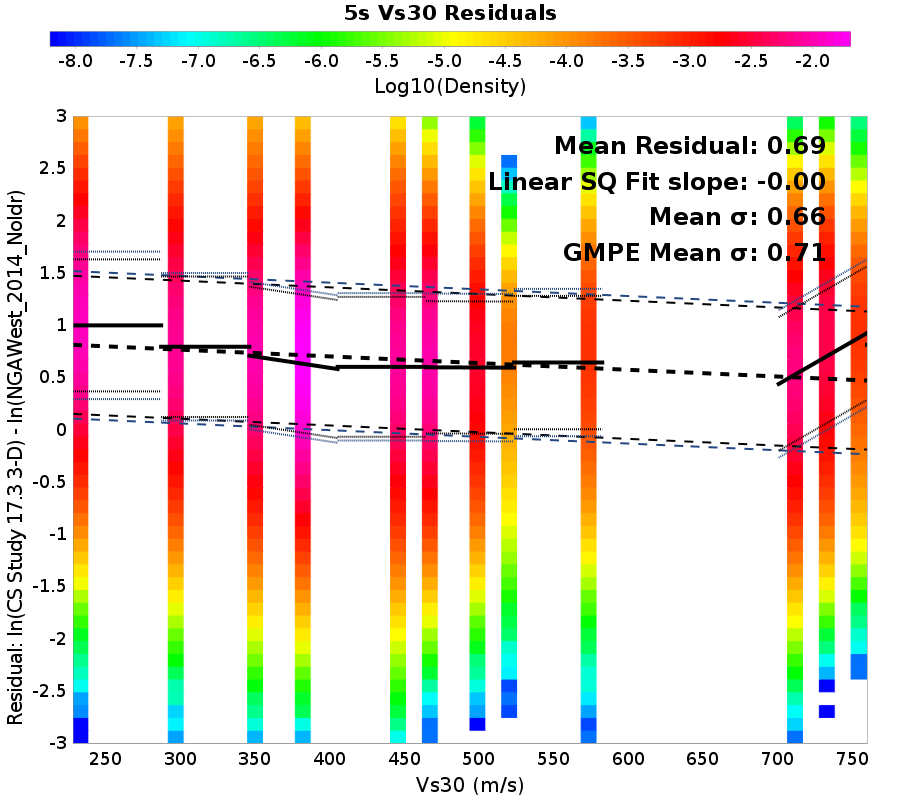 5s Vs30 Residuals
-8.0 -7.5 -7.0 -6.5 -6.0 -5.5 -5.0 -4.5 -4.0 -3.5 -3.0 -2.5 -2.0
Log10(Density)
Mean Residual: 0.69
Linear SQ Fit slope: -0.00
Mean σ: 0.66
GMPE Mean σ: 0.71
3
2.5
2
1.5
1
0.5
0
-0.5
-1
-1.5
-2
-2.5
-3
Residual: ln(CS Study 17.3 3-D) - ln(NGAWest_2014_NoIdr)
250 300 350 400 450 500 550 600 650 700 750
Vs30 (m/s)